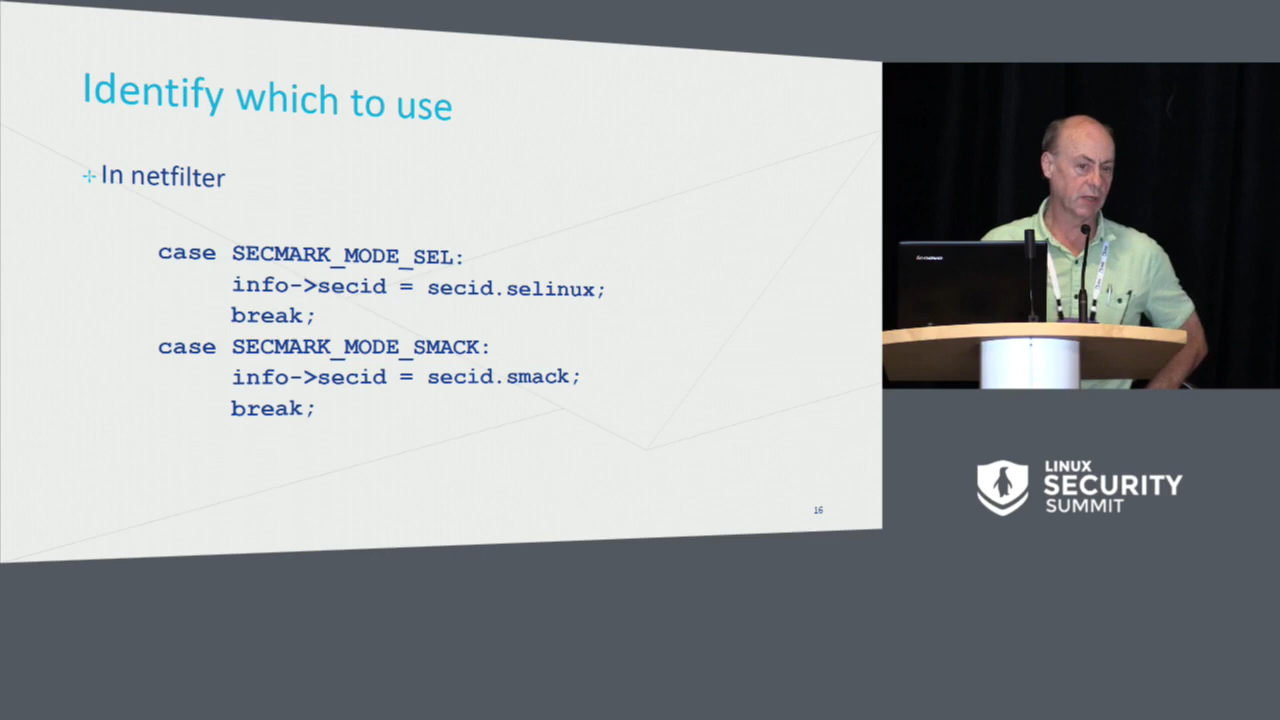 Identify which to use
In netfilter
case SECMARK_MODE_SEL:
info->secid = secid.selinux;
break;
case SECMARK_MODE_SMACK:
info->secid = secid.smack;
break;
16
lenovo
LINUX
SECURITY
SUMMIT